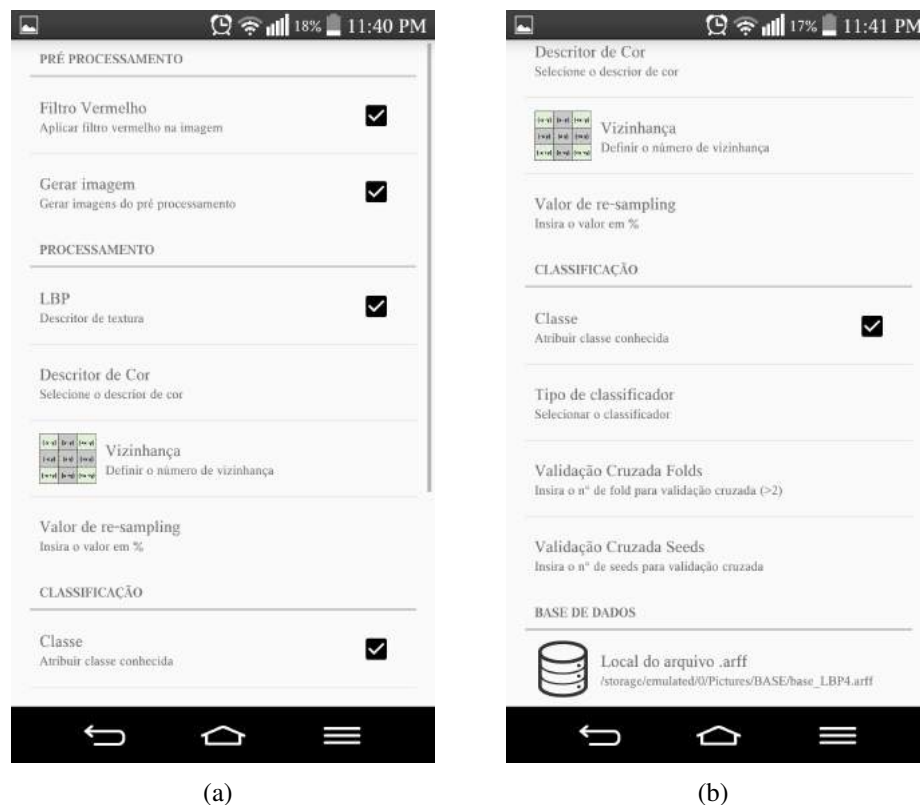 18% 11:40 PM
PRÉ PROCESSAMENTO
Filtro Vermelho
Aplicar filtro vermelho na imagem
Gerar imagem
Gerar imagens do pré processamento
PROCESSAMENTO
LBP
Descritor de textura
Descritor de Cor
Selecione o descrior de cor
Vizinhança
Definir o número de vizinhança
Valor de re-sampling
Insira o valor em %
CLASSIFICAÇÃO
Classe
Atribuir classe conhecida
(a)
17% 11:41 PM
Descritor de Cor
Selecione o descrior de cor
Vizinhança
Definir o número de vizinhança
Valor de re-sampling
Insira o valor em %
CLASSIFICAÇÃO
Classe
Atribuir classe conhecida
Tipo de classificador
Selecionar o classificador
Validação Cruzada Folds
Insira o n° de fold para validação cruzada (>2)
Validação Cruzada Seeds
Insira o n° de seeds para validação cruzada
BASE DE DADOS
Local do arquivo .arff
/storage/emulated/0/Pictures/BASE/base_LBP4.arff
(b)